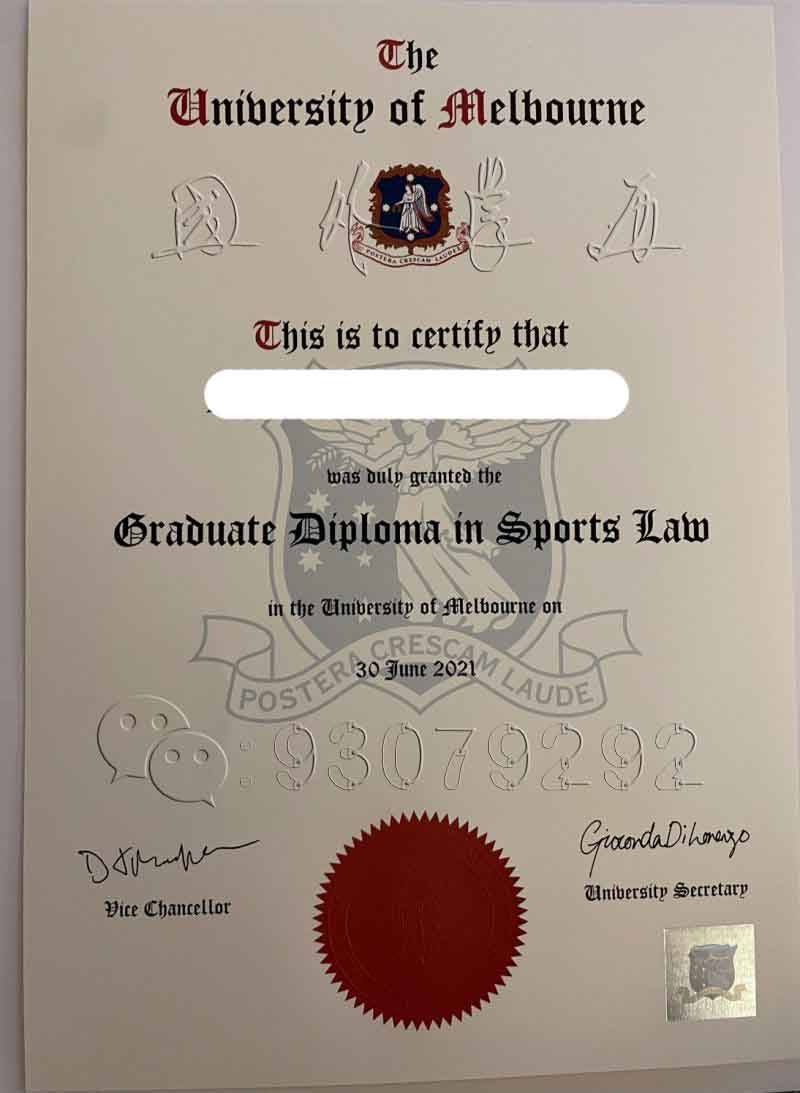 The
University of Melbourne
國外學歷
POSTERA CRESCAM LAUDE
This is to certify that
was duly granted the
Graduate Diploma in Sports Law
in the University of Melbourne on
30 June 2021
POSTERA CRESCAM LAUDE
:93079292
Gioconda Di Lorenzo
Vice Chancellor
University Secretary